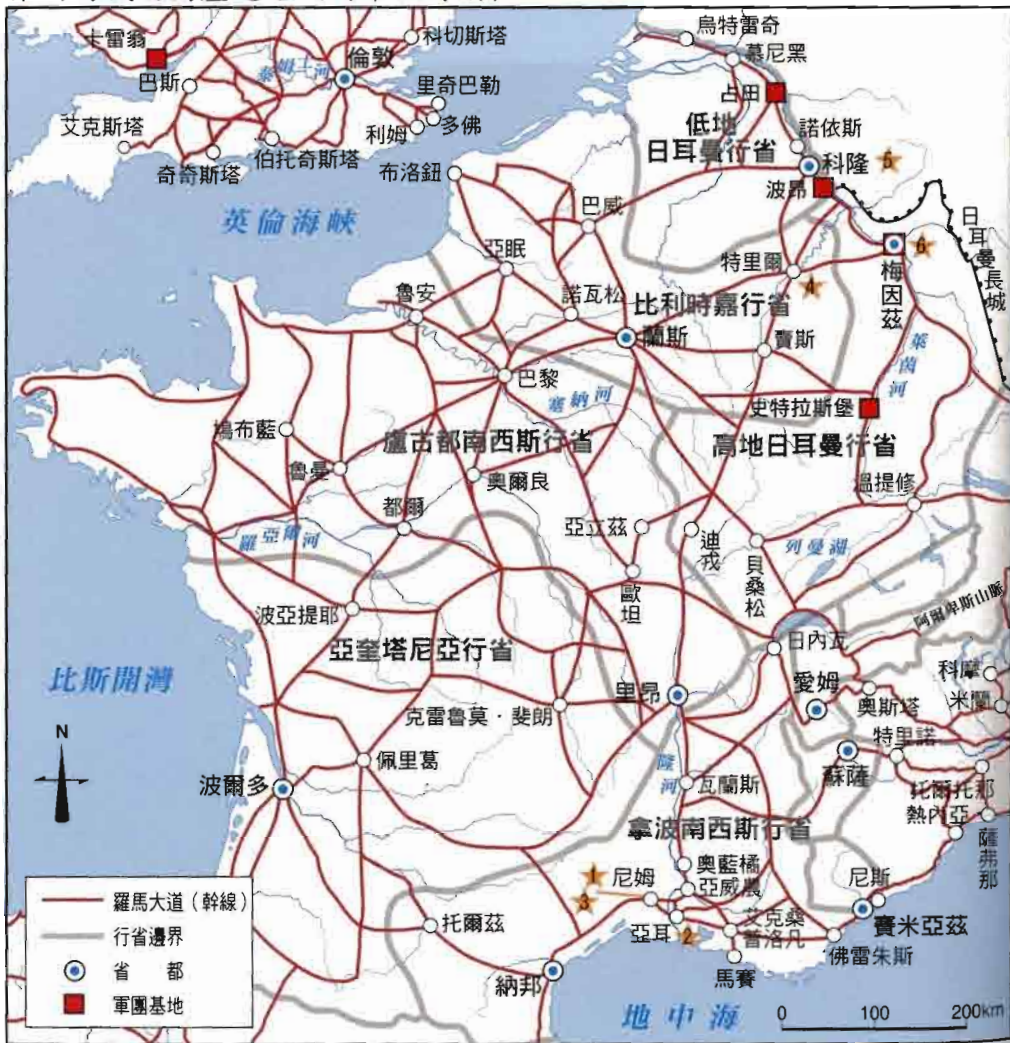 卡雷翁
科切斯塔
倫敦
泰姆士河
巴斯
里奇巴勒
多佛
利姆
艾克斯塔
奇奇斯塔
伯托奇斯塔
布洛鈕
烏特雷奇
慕尼黑
占田
低地
日耳曼行省
諾依斯
科隆
5
波昂
英倫海峽
巴威
日耳曼長城
6
梅因茲
亞眠
特里爾
4
魯安
諾瓦松
比利時嘉行省
蘭斯
賈斯
萊茵河
巴黎
塞納河
史特拉斯堡
塢布藍
盧古都南西斯行省
高地日耳曼行省
魯曼
奧爾良
溫提修
都爾
亞立茲
迪戎
列曼湖
羅亞爾河
貝桑松
歐坦
波亞提耶
阿爾卑斯山脈
日內瓦
亞奎塔尼亞行省
科摩
比斯開灣
里昂
愛姆
奧斯塔
米蘭
克雷魯莫·斐朗
特里諾
N
佩里葛
蘇薩
隆河
瓦蘭斯
托爾托那
波爾多
熱內亞
拿波南西斯行省
薩弗那
奧藍橘
1
尼姆
亞威農
尼斯
3
羅馬大道（幹線）
托爾茲
艾克桑
普洛凡
賽米亞茲
亞耳
2
行省邊界
佛雷朱斯
省都
納邦
馬賽
軍團基地
地中海
0 100 200km